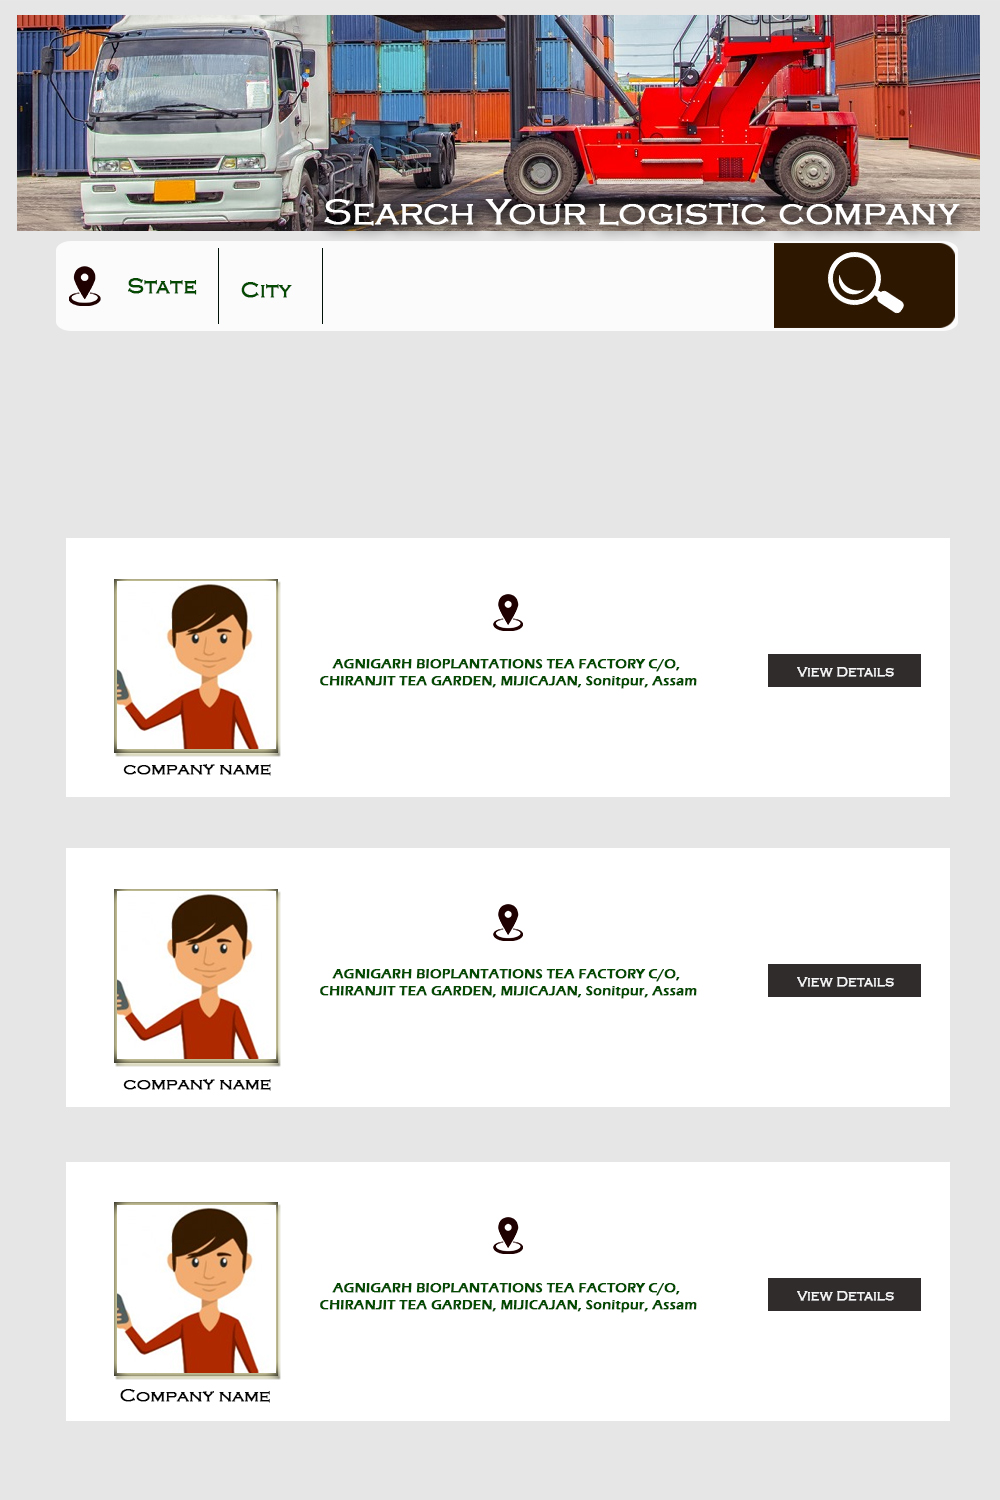 Search Your logistic company
State
City
AGNIGARH BIOPLANTATIONS TEA FACTORY C/O,
CHIRANJIT TEA GARDEN, MIJICAJAN, Sonitpur, Assam
View Details
company name
AGNIGARH BIOPLANTATIONS TEA FACTORY C/O,
CHIRANJIT TEA GARDEN, MIJICAJAN, Sonitpur, Assam
View Details
company name
AGNIGARH BIOPLANTATIONS TEA FACTORY C/O,
CHIRANJIT TEA GARDEN, MIJICAJAN, Sonitpur, Assam
View Details
Company name